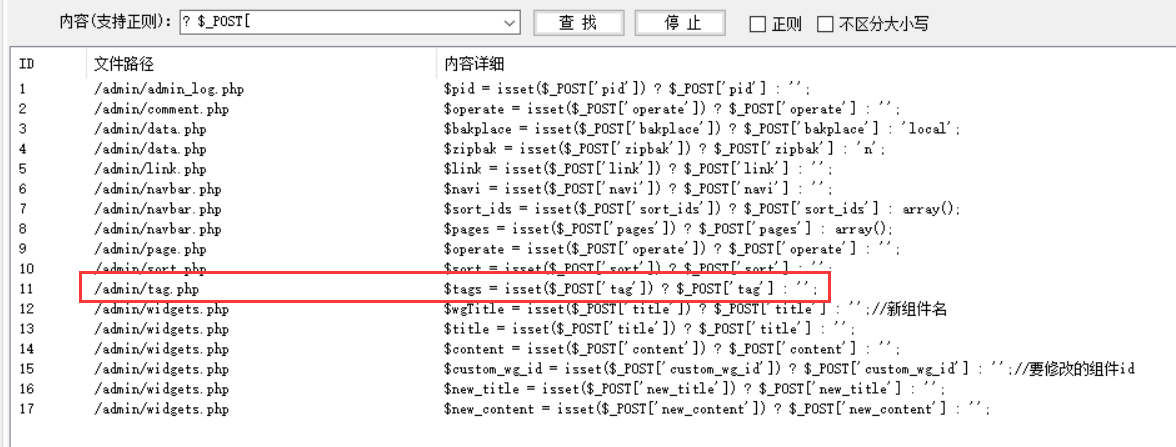 内容(支持正则): ? $_POST[ 查 找 停 止 正则 不区分大小写
ID 文件路径 内容详细
1 /admin/admin_log.php $pid = isset($_POST['pid']) ? $_POST['pid'] : '';
2 /admin/comment.php $operate = isset($_POST['operate']) ? $_POST['operate'] : '';
3 /admin/data.php $bakplace = isset($_POST['bakplace']) ? $_POST['bakplace'] : 'local';
4 /admin/data.php $zipbak = isset($_POST['zipbak']) ? $_POST['zipbak'] : 'n';
5 /admin/link.php $link = isset($_POST['link']) ? $_POST['link'] : '';
6 /admin/navbar.php $navi = isset($_POST['navi']) ? $_POST['navi'] : '';
7 /admin/navbar.php $sort_ids = isset($_POST['sort_ids']) ? $_POST['sort_ids'] : array();
8 /admin/navbar.php $pages = isset($_POST['pages']) ? $_POST['pages'] : array();
9 /admin/page.php $operate = isset($_POST['operate']) ? $_POST['operate'] : '';
10 /admin/sort.php $sort = isset($_POST['sort']) ? $_POST['sort'] : '';
11 /admin/tag.php $tags = isset($_POST['tag']) ? $_POST['tag'] : '';
12 /admin/widgets.php $wgTitle = isset($_POST['title']) ? $_POST['title'] : '';//新组件名
13 /admin/widgets.php $title = isset($_POST['title']) ? $_POST['title'] : '';
14 /admin/widgets.php $content = isset($_POST['content']) ? $_POST['content'] : '';
15 /admin/widgets.php $custom_wg_id = isset($_POST['custom_wg_id']) ? $_POST['custom_wg_id'] : '';//要修改的组件id
16 /admin/widgets.php $new_title = isset($_POST['new_title']) ? $_POST['new_title'] : '';
17 /admin/widgets.php $new_content = isset($_POST['new_content']) ? $_POST['new_content'] : '';